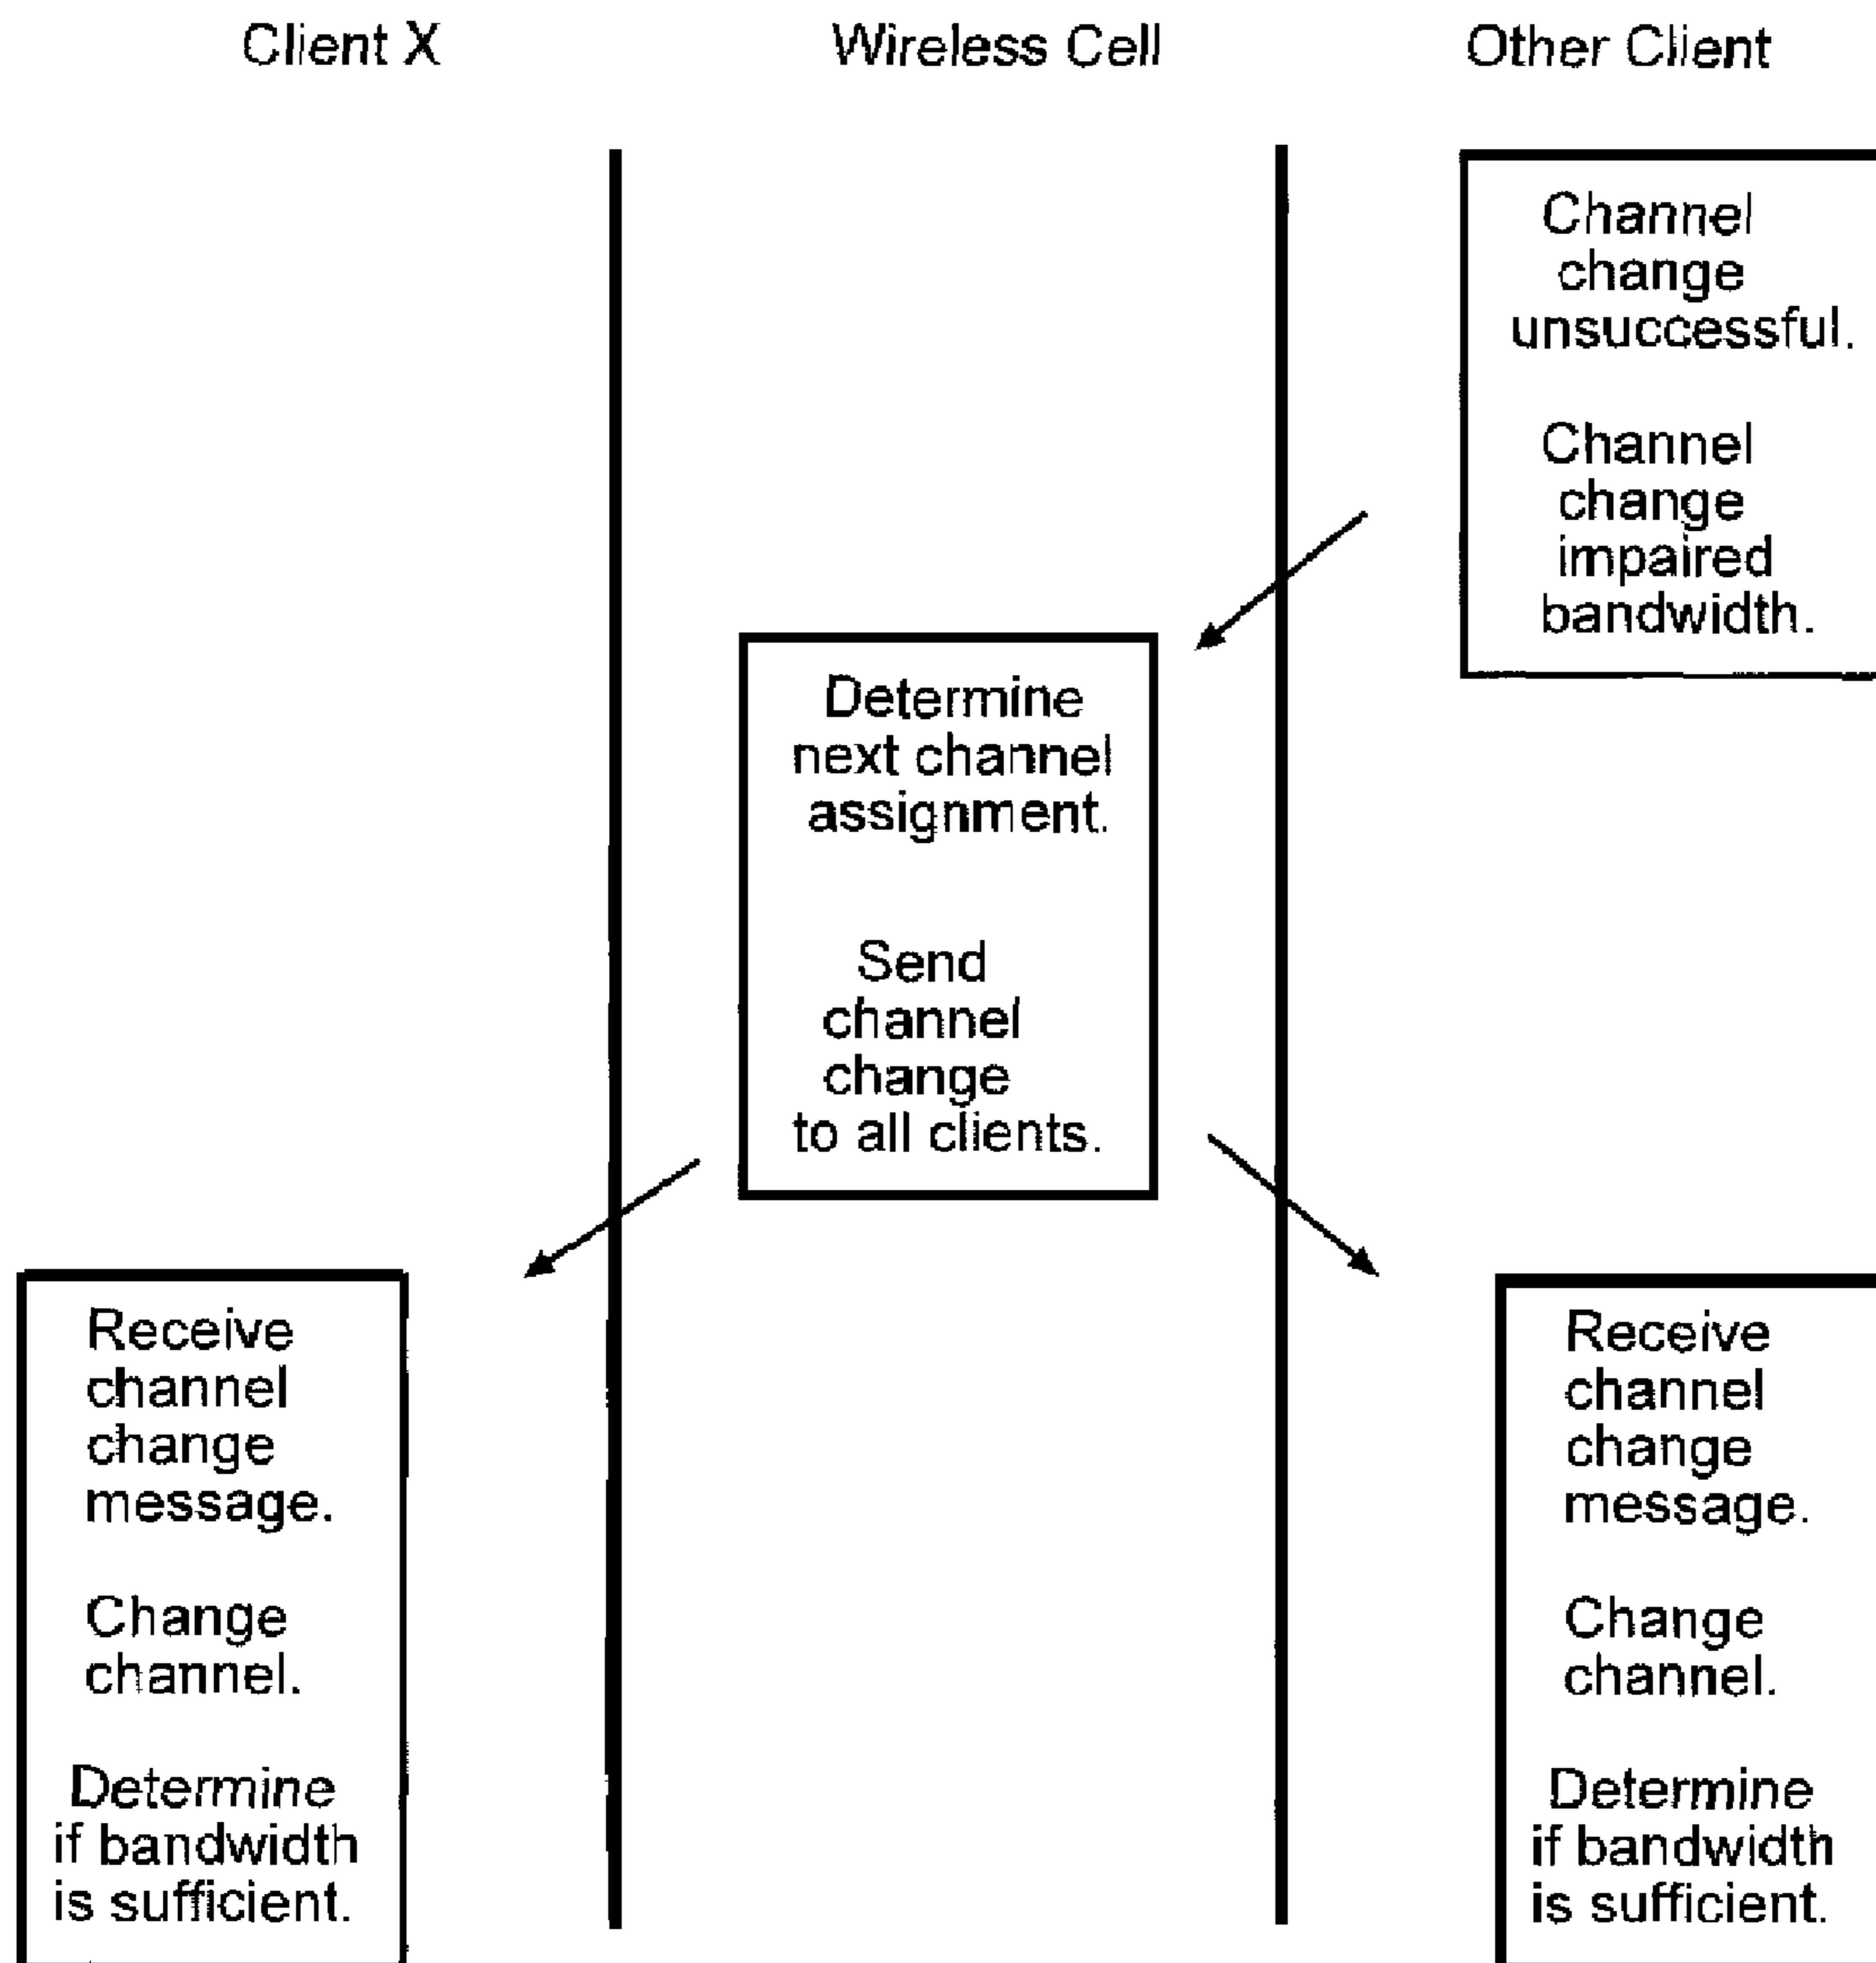 Client X
Wireless Cell
Other Client
Channel
change
unsuccessful.
Channel
change
impaired
bandwidth.
Determine
next channel
assignment.
Send
channel
change
to all clients.
Receive
channel
change
message.
Change
channel.
Determine
if bandwidth
is sufficient.
Receive
channel
change
message.
Change
channel.
Determine
if bandwidth
is sufficient.